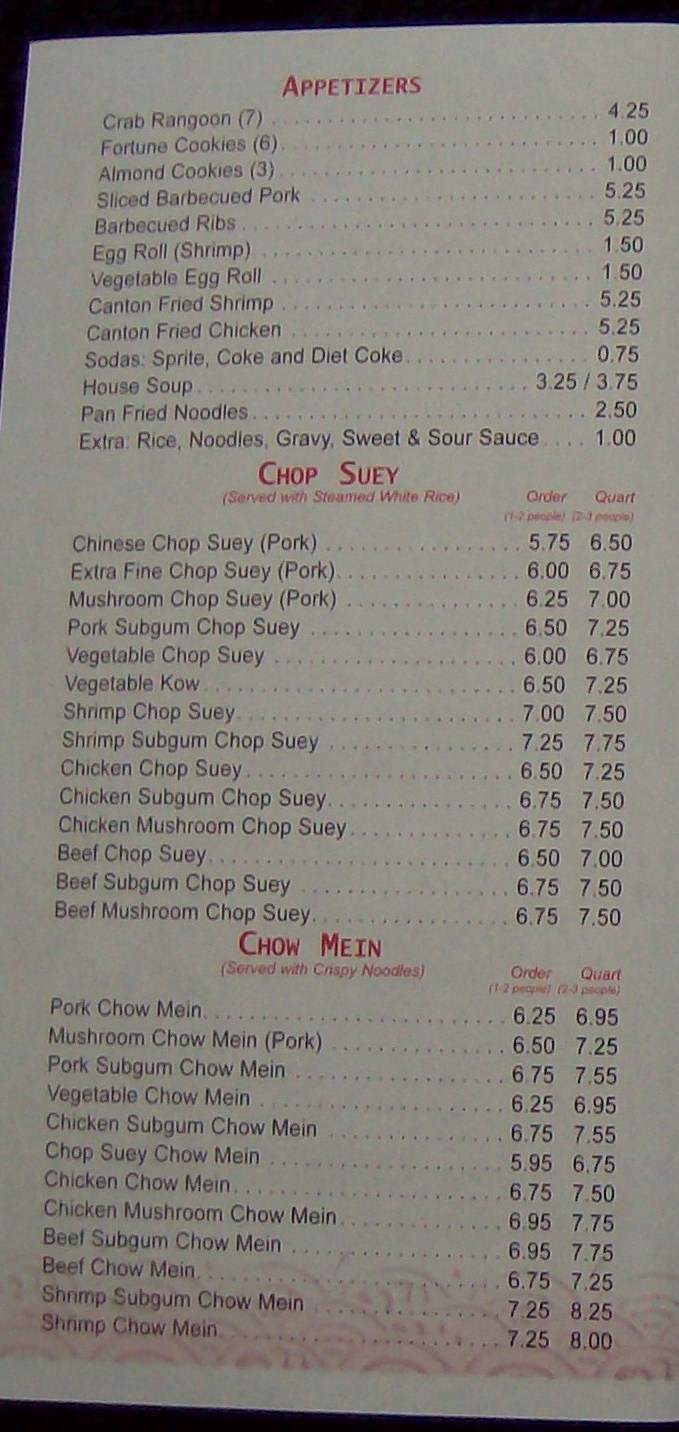 APPETIZERS
Crab Rangoon (7) 4.25
Fortune Cookies (6) 1.00
Almond Cookies (3) 1.00
Sliced Barbecued Pork 5.25
Barbecued Ribs 5.25
Egg Roll (Shrimp) 1.50
Vegetable Egg Roll 1.50
Canton Fried Shrimp 5.25
Canton Fried Chicken 5.25
Sodas: Sprite, Coke and Diet Coke 0.75
House Soup 3.25 / 3.75
Pan Fried Noodles 2.50
Extra: Rice, Noodles, Gravy, Sweet & Sour Sauce 1.00
CHOP SUEY
(Served with Steamed White Rice) Order Quart
(1-2 people) (2-3 people)
Chinese Chop Suey (Pork) 5.75 6.50
Extra Fine Chop Suey (Pork) 6.00 6.75
Mushroom Chop Suey (Pork) 6.25 7.00
Pork Subgum Chop Suey 6.50 7.25
Vegetable Chop Suey 6.00 6.75
Vegetable Kow 6.50 7.25
Shrimp Chop Suey 7.00 7.50
Shrimp Subgum Chop Suey 7.25 7.75
Chicken Chop Suey 6.50 7.25
Chicken Subgum Chop Suey 6.75 7.50
Chicken Mushroom Chop Suey 6.75 7.50
Beef Chop Suey 6.50 7.00
Beef Subgum Chop Suey 6.75 7.50
Beef Mushroom Chop Suey 6.75 7.50
CHOW MEIN
(Served with Crispy Noodles) Order Quart
(1-2 people) (2-3 people)
Pork Chow Mein 6.25 6.95
Mushroom Chow Mein (Pork) 6.50 7.25
Pork Subgum Chow Mein 6.75 7.55
Vegetable Chow Mein 6.25 6.95
Chicken Subgum Chow Mein 6.75 7.55
Chop Suey Chow Mein 5.95 6.75
Chicken Chow Mein 6.75 7.50
Chicken Mushroom Chow Mein 6.95 7.75
Beef Subgum Chow Mein 6.95 7.75
Beef Chow Mein 6.75 7.25
Shrimp Subgum Chow Mein 7.25 8.25
Shrimp Chow Mein 7.25 8.00